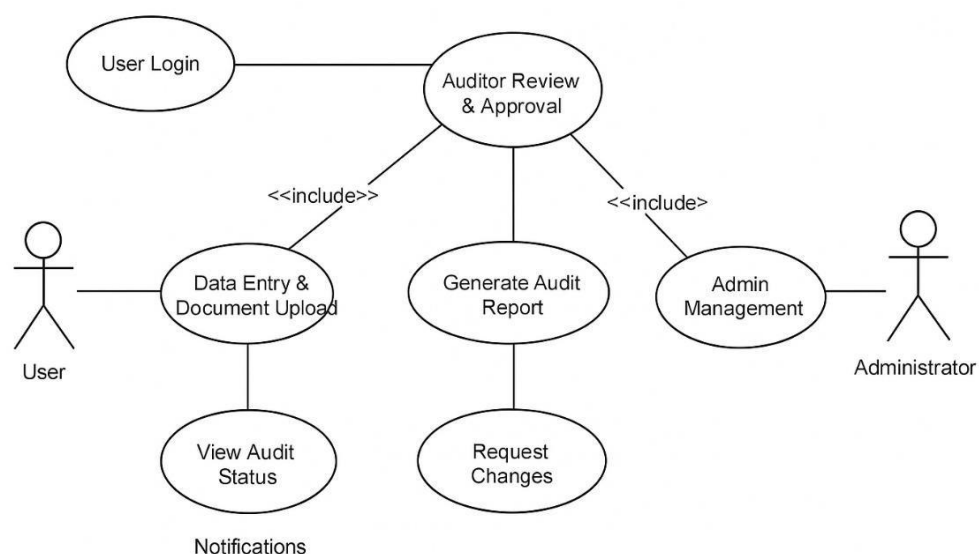 User Login
Auditor Review
& Approval
<<include>>
<<include>
Data Entry &
Document Upload
Generate Audit
Report
Admin
Management
User
Administrator
View Audit
Status
Request
Changes
Notifications